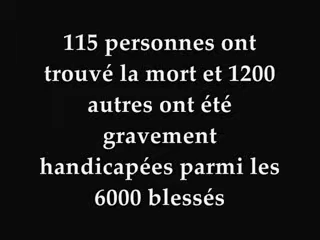 115 personnes ont
trouvé la mort et 1200
autres ont été
gravement
handicapées parmi les
6000 blessés